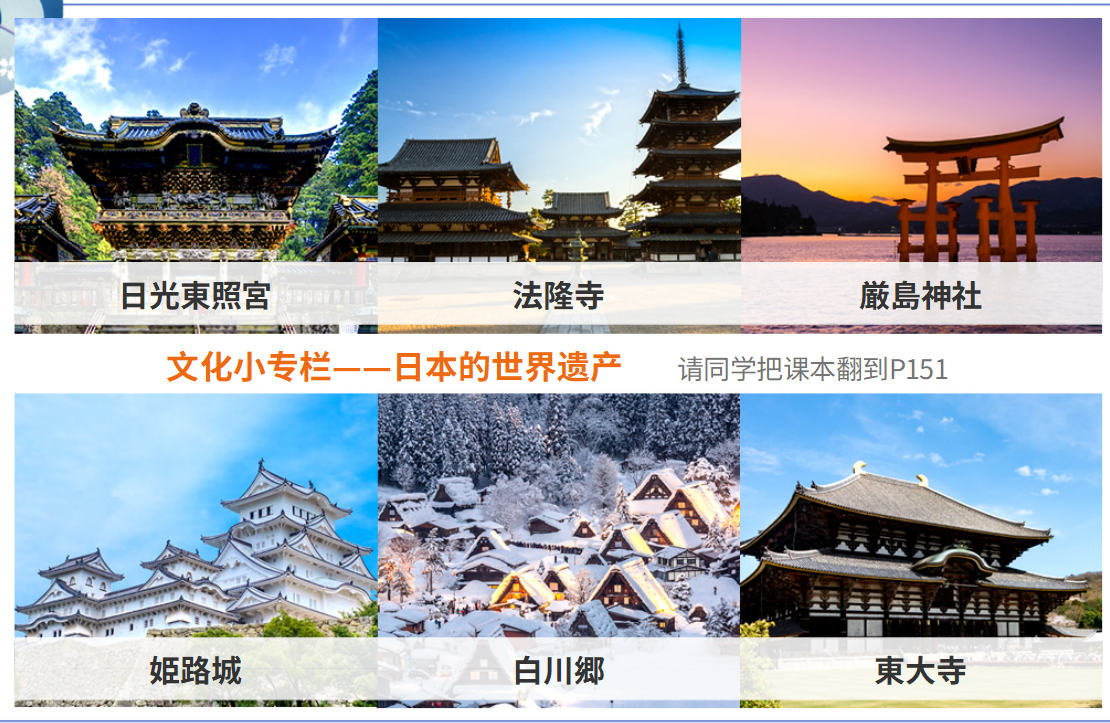 日光東照宮
法隆寺
厳島神社
文化小专栏——日本的世界遗产
请同学把课本翻到P151
姫路城
白川郷
東大寺